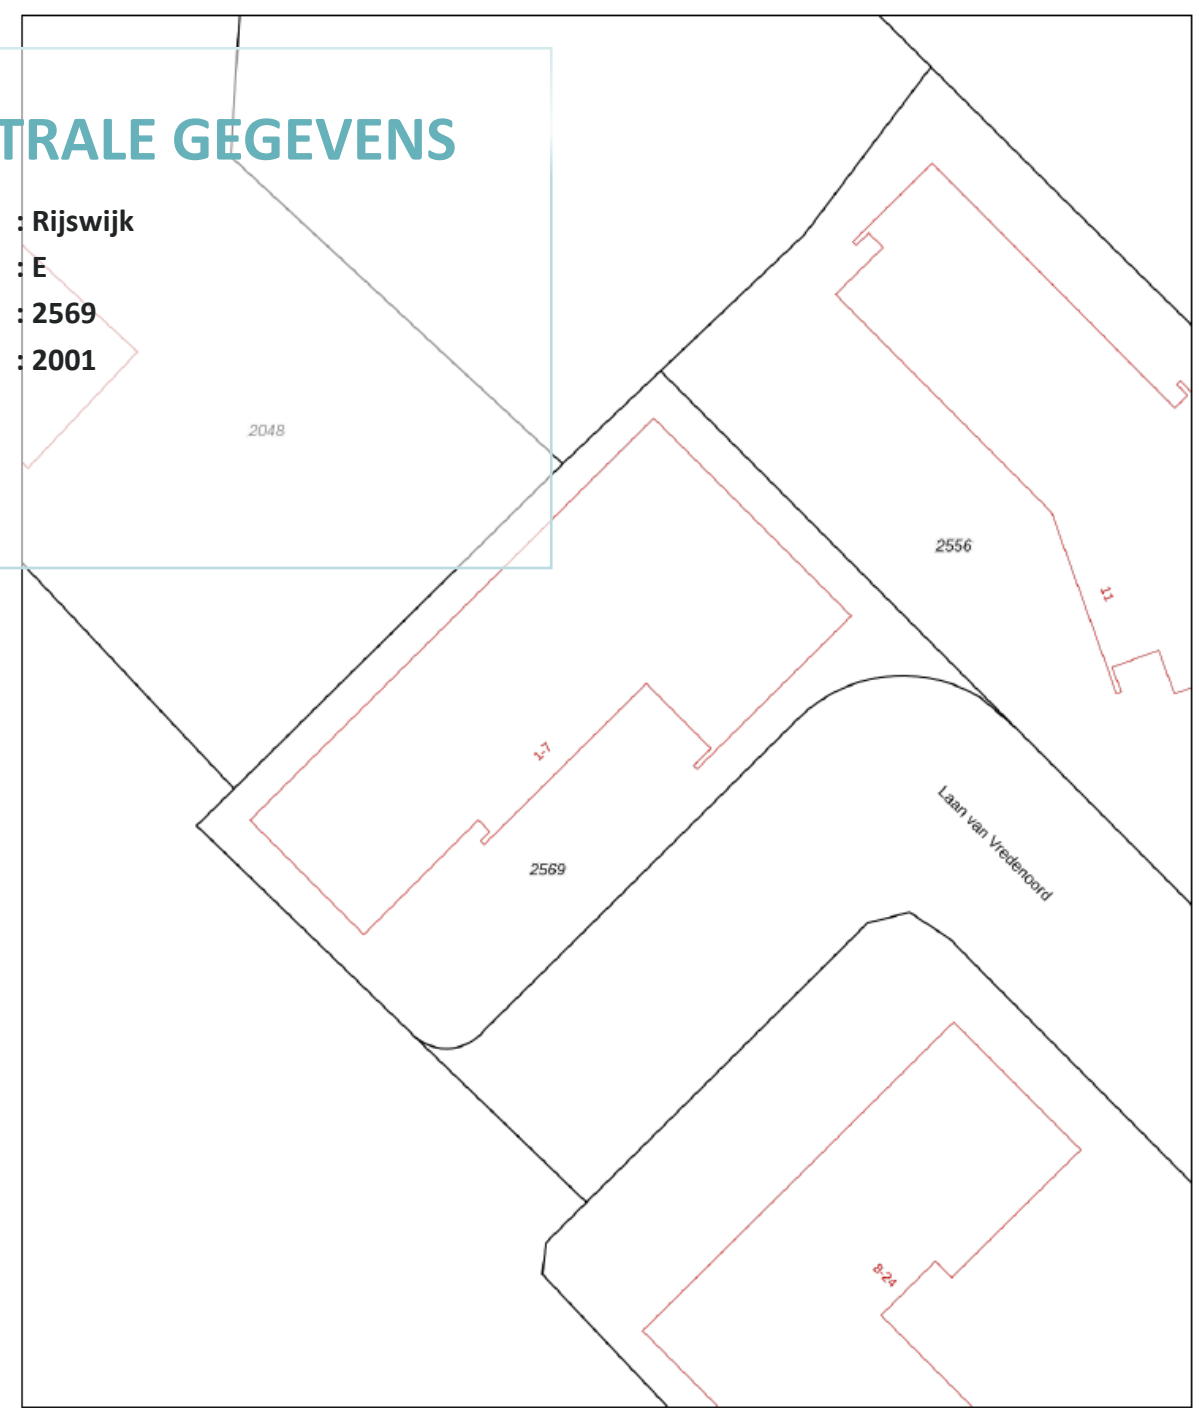 TRALE GEGEVENS
: Rijswijk
: E
: 2569
: 2001
2048
2556
11
1-7
Laan van Vredenoord
2569
8-24